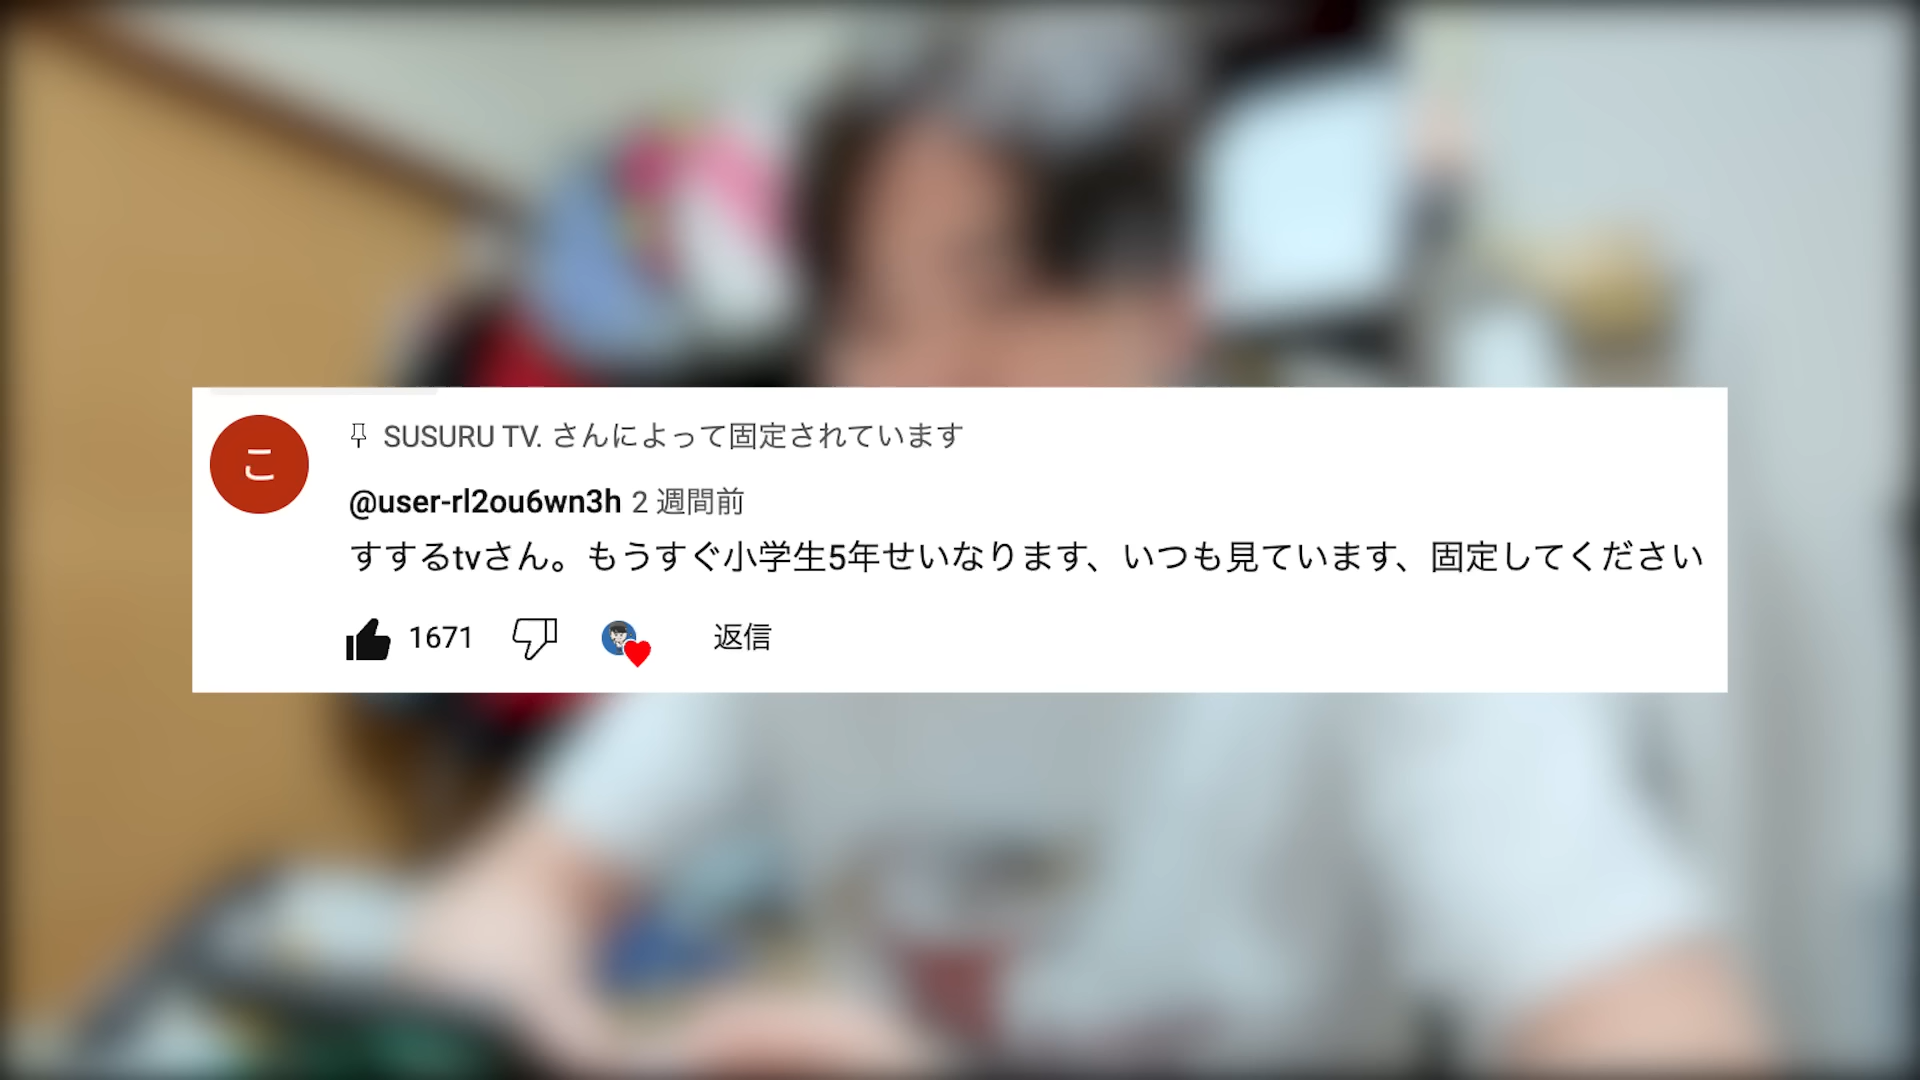 こ
SUSURU TV. さんによって固定されています
@user-rl2ou6wn3h 2 週間前
すするtvさん。もうすぐ小学生5年せいなります、いつも見ています、固定してください
1671
返信